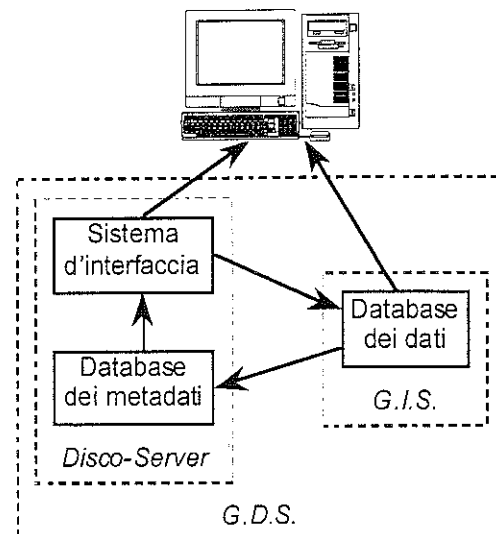 Sistema
d'interfaccia
Database
dei dati
Database
dei metadati
G.I.S.
Disco-Server
G.D.S.